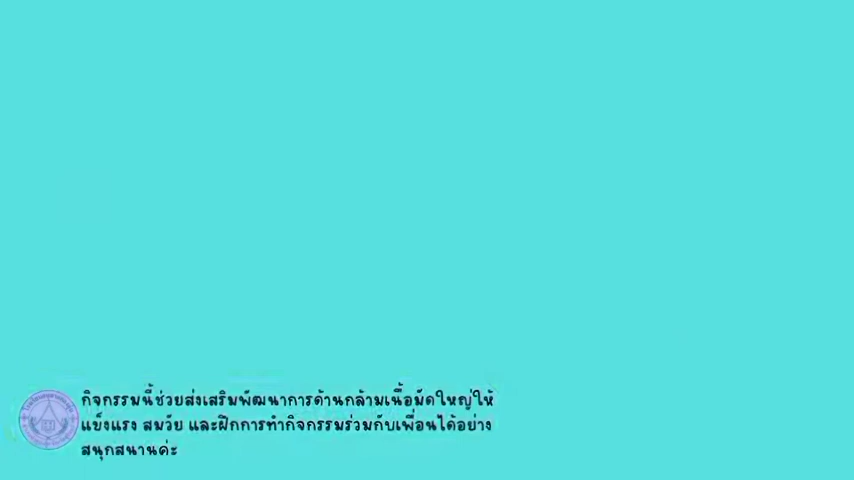 กิจกรรมนี้ช่วยส่งเสริมพัฒนาการด้านกล้ามเนื้อมัดใหญ่ให้
แข็งแรง สมวัย และฝึกการทำกิจกรรมร่วมกับเพื่อนได้อย่าง
สนุกสนานค่ะ